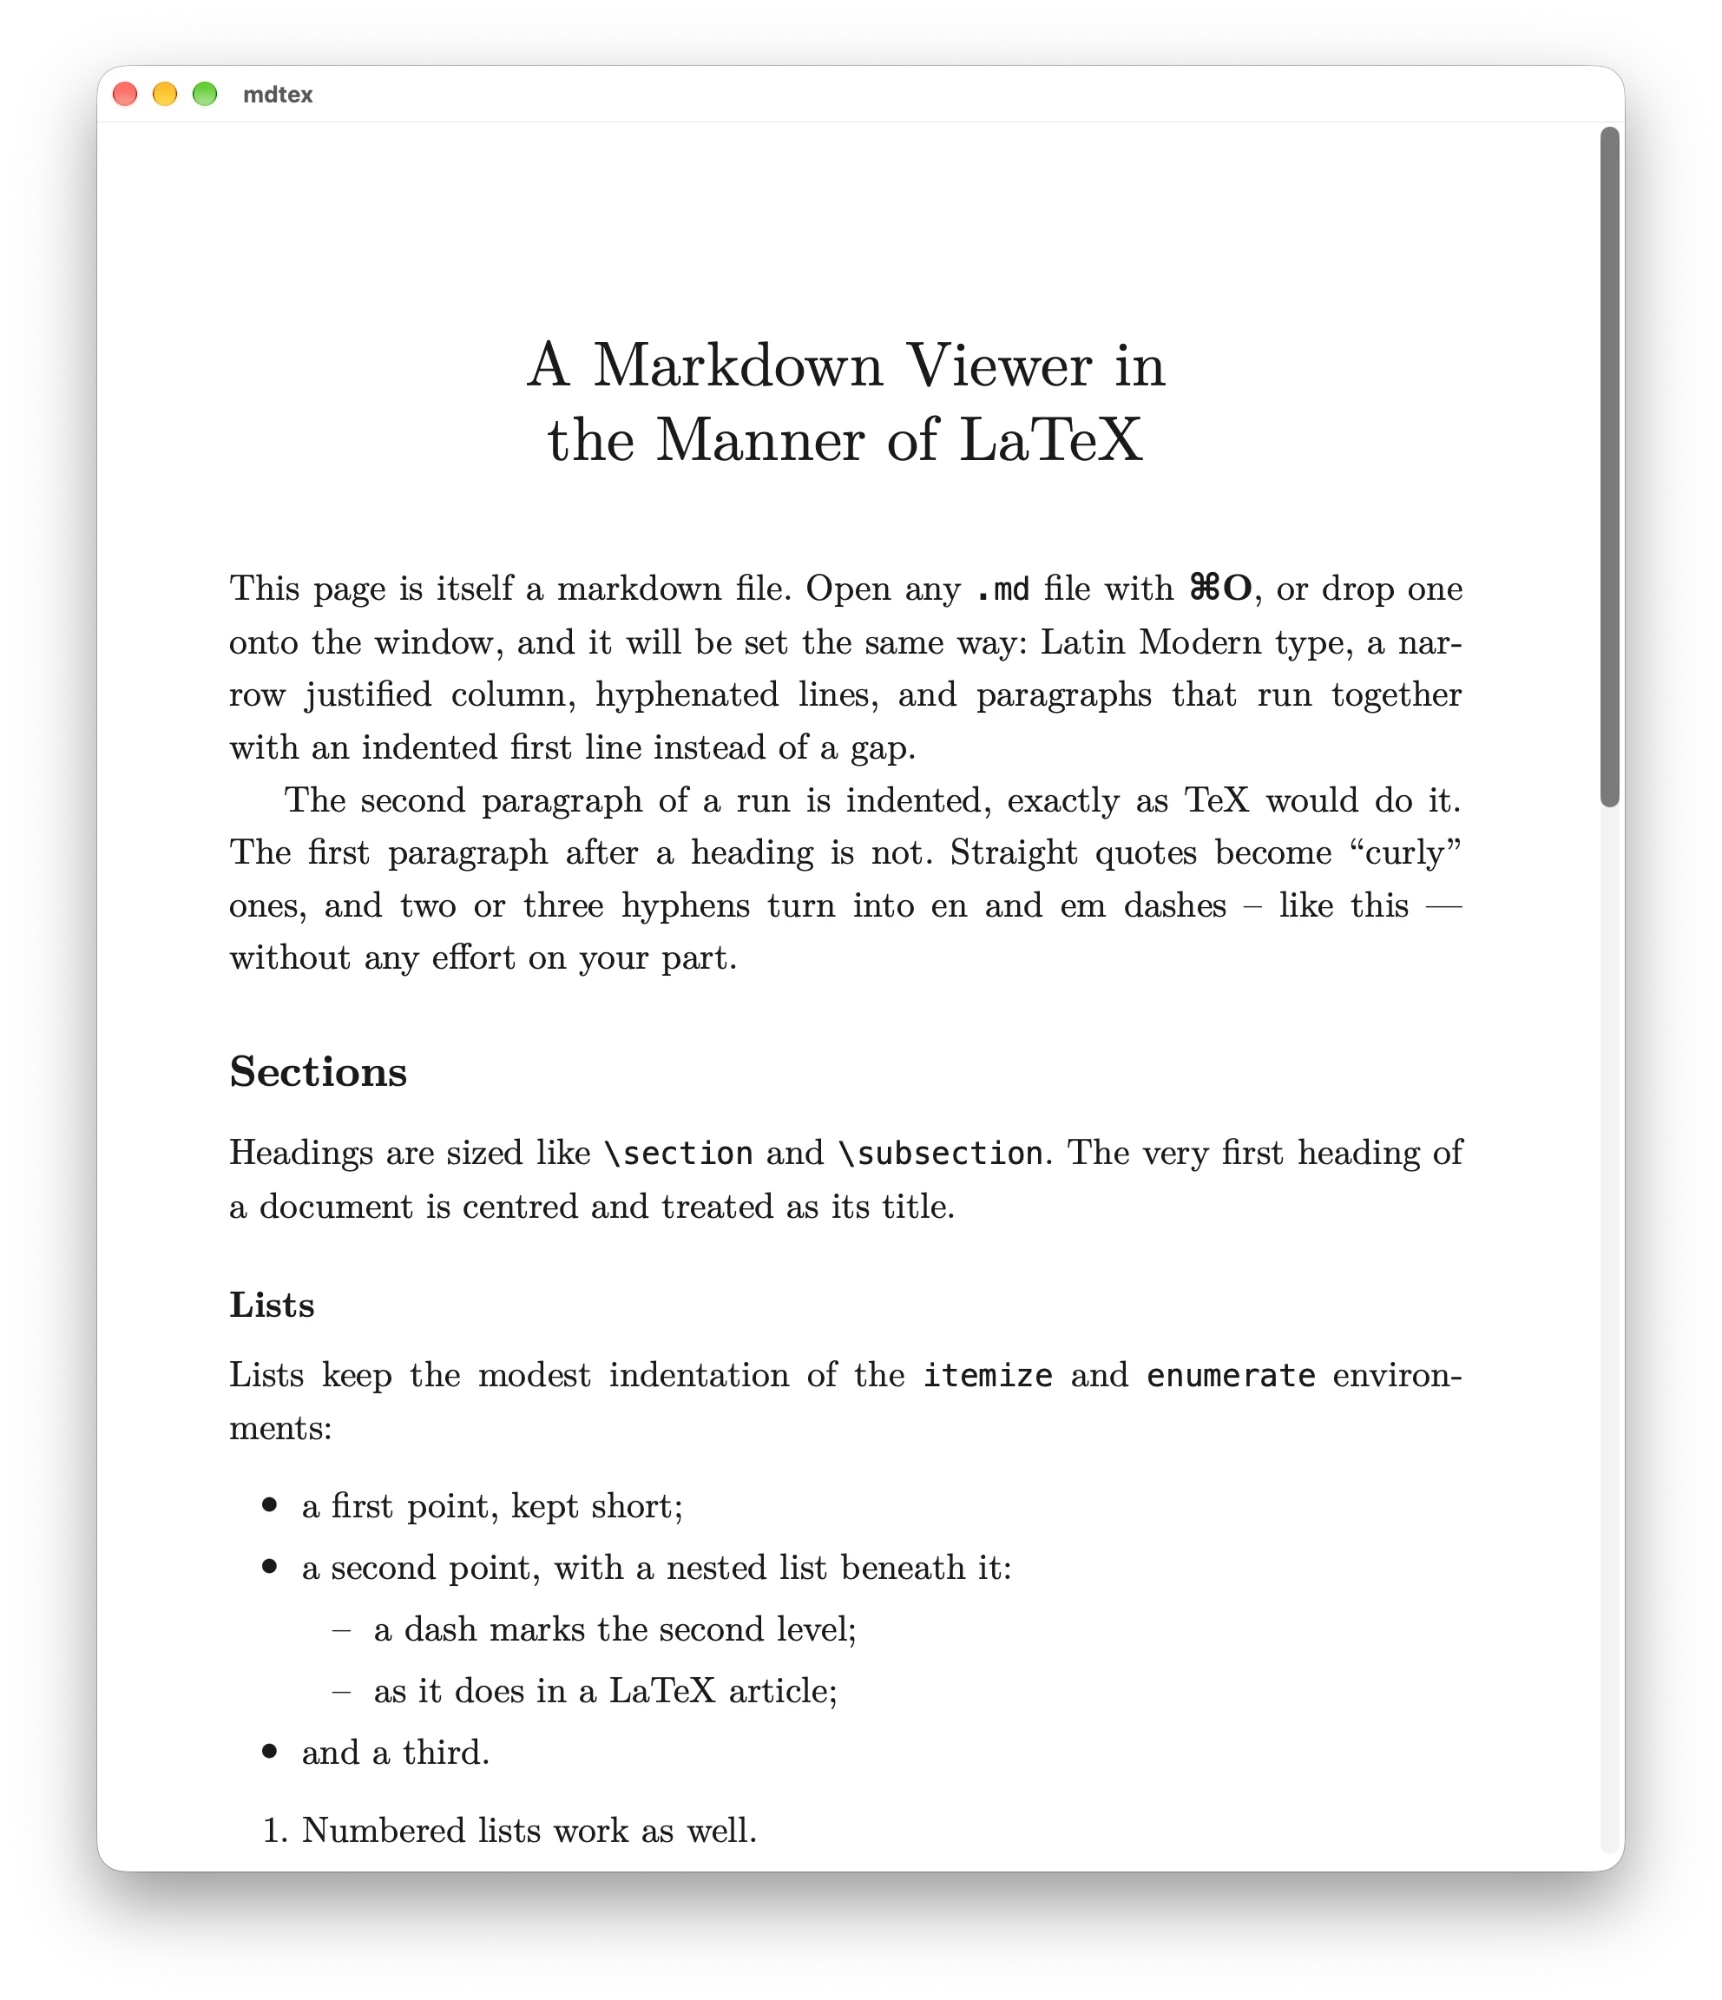 mdtex
A Markdown Viewer in
the Manner of LaTeX
This page is itself a markdown file. Open any .md file with ⌘O, or drop one
onto the window, and it will be set the same way: Latin Modern type, a nar-
row justified column, hyphenated lines, and paragraphs that run together
with an indented first line instead of a gap.
The second paragraph of a run is indented, exactly as TeX would do it.
The first paragraph after a heading is not. Straight quotes become “curly”
ones, and two or three hyphens turn into en and em dashes – like this —
without any effort on your part.
Sections
Headings are sized like \section and \subsection. The very first heading of
a document is centred and treated as its title.
Lists
Lists keep the modest indentation of the itemize and enumerate environ-
ments:
• a first point, kept short;
• a second point, with a nested list beneath it:
– a dash marks the second level;
– as it does in a LaTeX article;
• and a third.
1. Numbered lists work as well.